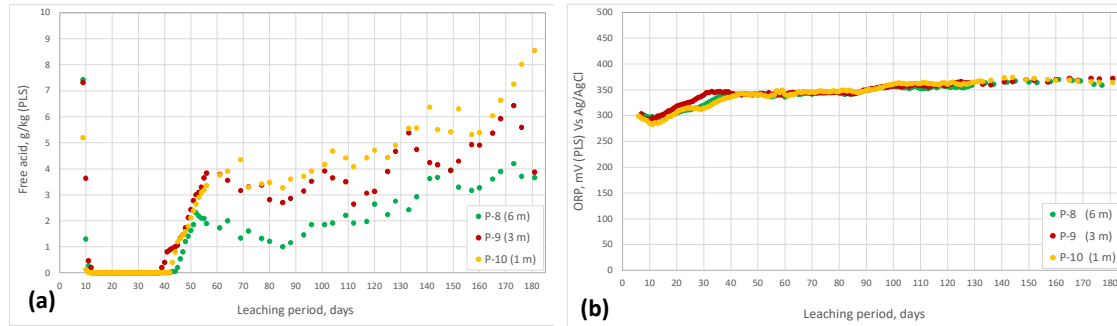 10
9
8
7
6
5
4
3
2
1
0
Free acid, g/kg (PLS)
0 10 20 30 40 50 60 70 80 90 100 110 120 130 140 150 160 170 180
Leaching period, days
P-8 (6 m)
P-9 (3 m)
P-10 (1 m)
(a)
500
450
400
350
300
250
200
150
100
50
0
ORP, mV (PLS) Vs Ag/AgCl
0 10 20 30 40 50 60 70 80 90 100 110 120 130 140 150 160 170 180
Leaching period, days
P-8 (6 m)
P-9 (3 m)
P-10 (1 m)
(b)